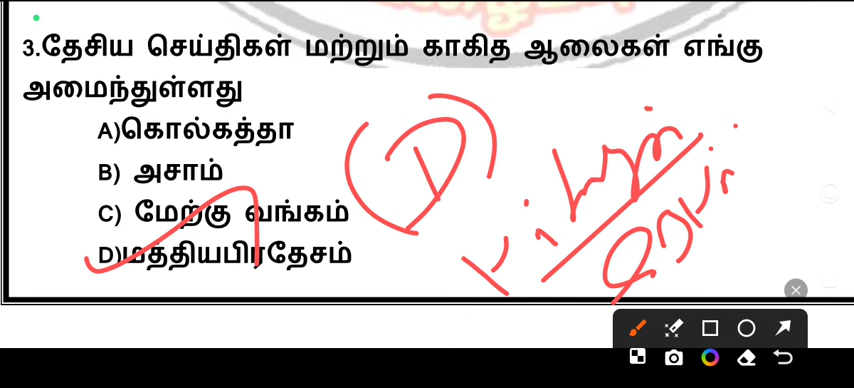 3.தேசிய செய்திகள் மற்றும் காகித ஆலைகள் எங்கு
அமைந்துள்ளது
A)கொல்கத்தா
B) அசாம்
C) மேற்கு வங்கம்
D)மத்தியபிரதேசம்
(D)